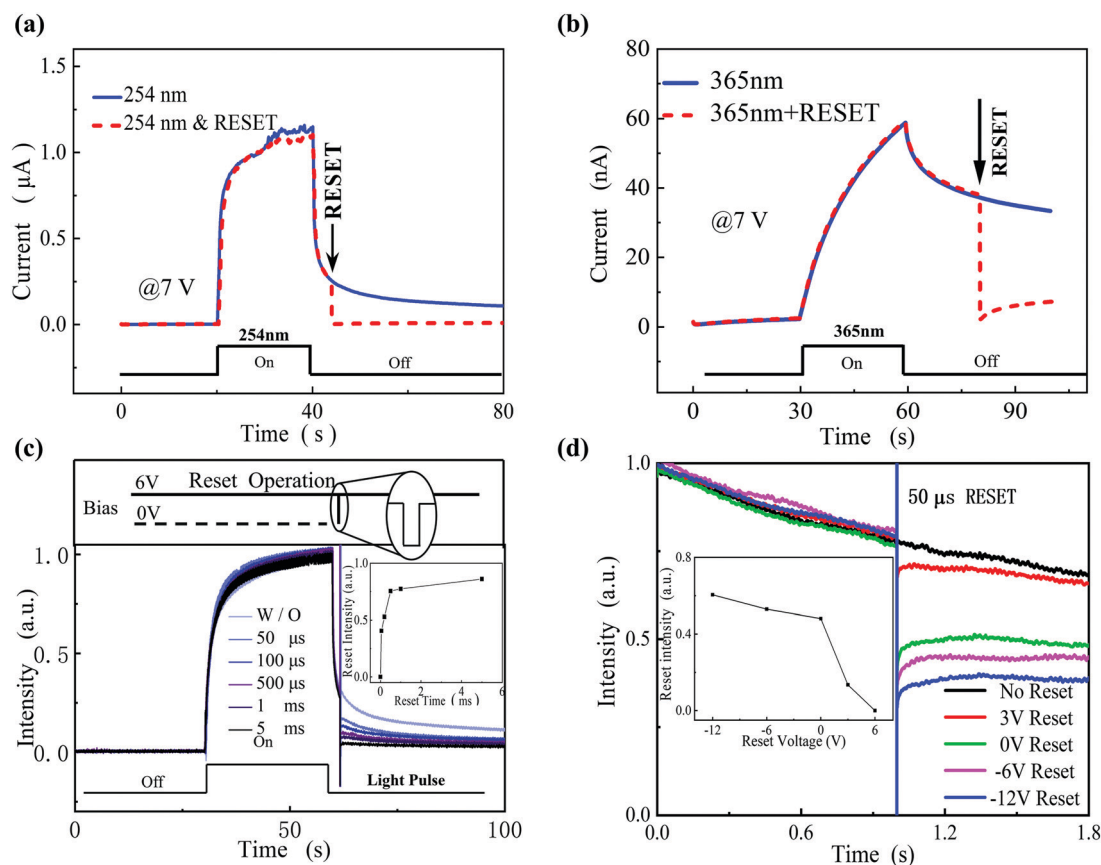 (a)
1.5
1.0
0.5
0.0
Current ( μA )
254 nm
254 nm & RESET
RESET
@7 V
254nm
On
Off
0
40
80
Time ( s )
(b)
80
60
40
20
0
Current (nA)
365nm
365nm+RESET
RESET
@7 V
365nm
On
Off
0
30
60
90
Time (s)
(c)
6V Reset Operation
Bias
0V
1.0
0.5
0.0
Intensity (a.u.)
W / O
50 μs
100 μs
500 μs
1 ms
5 ms
On
Off
Light Pulse
1.0
0.5
0.0
Reset Intensity (a.u.)
0 2 4 6
Reset Time ( ms )
0
50
100
Time (s)
(d)
1.0
0.5
0.0
Intensity (a.u.)
50 μs RESET
0.8
0.4
0.0
Reset intensity (a.u.)
-12 -6 0 6
Reset Voltage (V)
No Reset
3V Reset
0V Reset
-6V Reset
-12V Reset
0.0 0.6 1.2 1.8
Time (s)